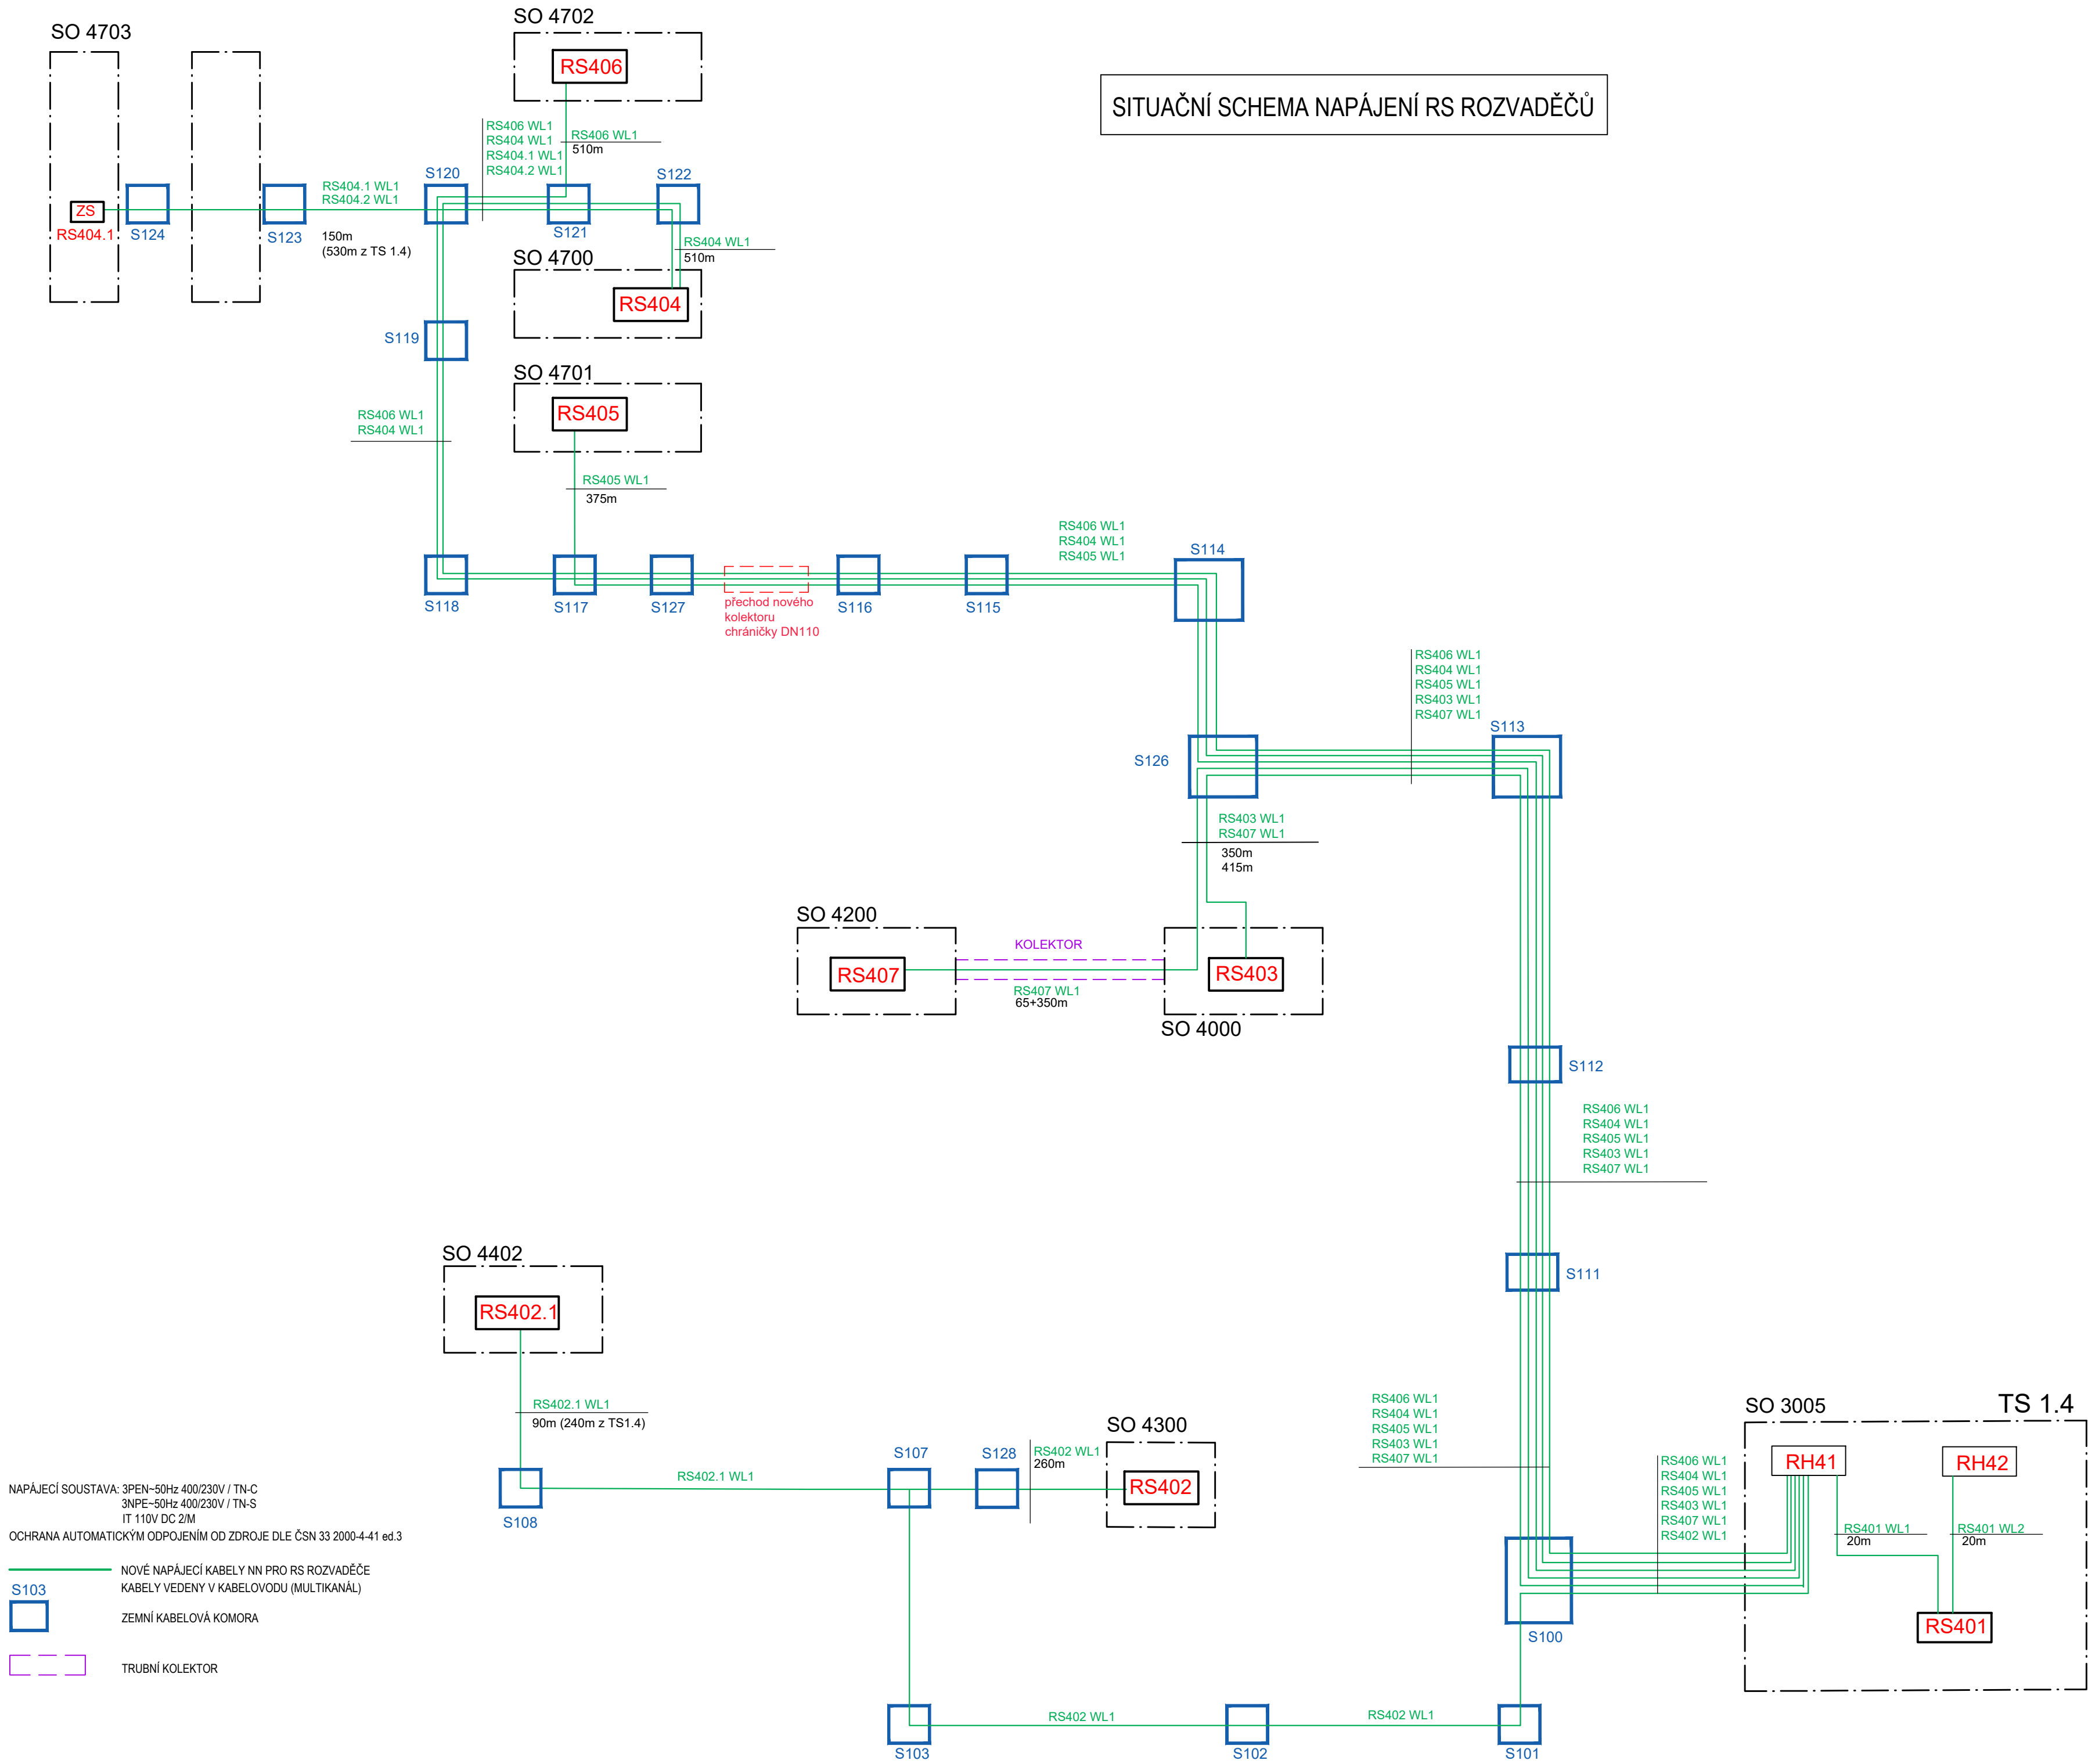 SO 4703
SO 4702
RS406
SITUAČNÍ SCHEMA NAPÁJENÍ RS ROZVADĚČŮ
RS406 WL1
RS404 WL1
RS404.1 WL1
RS404.2 WL1
RS406 WL1
510m
S120
S122
RS404.1 WL1
RS404.2 WL1
ZS
RS404.1
S124
S123
150m
(530m z TS 1.4)
S121
RS404 WL1
510m
SO 4700
RS404
S119
SO 4701
RS405
RS406 WL1
RS404 WL1
RS405 WL1
375m
RS406 WL1
RS404 WL1
RS405 WL1
S114
S118
S117
S127
přechod nového
kolektoru
chráničky DN110
S116
S115
RS406 WL1
RS404 WL1
RS405 WL1
RS403 WL1
RS407 WL1
S113
S126
RS403 WL1
RS407 WL1
350m
415m
SO 4200
KOLEKTOR
RS407
RS403
RS407 WL1
65+350m
SO 4000
S112
RS406 WL1
RS404 WL1
RS405 WL1
RS403 WL1
RS407 WL1
SO 4402
S111
RS402.1
RS402.1 WL1
90m (240m z TS1.4)
RS406 WL1
RS404 WL1
RS405 WL1
RS403 WL1
RS407 WL1
SO 3005
TS 1.4
SO 4300
S107
S128
RS402 WL1
260m
RS402
RS402.1 WL1
S108
RS406 WL1
RS404 WL1
RS405 WL1
RS403 WL1
RS407 WL1
RS402 WL1
RH41
RH42
RS401 WL1
20m
RS401 WL2
20m
RS401
S100
NAPÁJECÍ SOUSTAVA: 3PEN~50Hz 400/230V / TN-C
3NPE~50Hz 400/230V / TN-S
IT 110V DC 2/M
OCHRANA AUTOMATICKÝM ODPOJENÍM OD ZDROJE DLE ČSN 33 2000-4-41 ed.3
NOVÉ NAPÁJECÍ KABELY NN PRO RS ROZVADĚČE
KABELY VEDENY V KABELOVODU (MULTIKANÁL)
S103
ZEMNÍ KABELOVÁ KOMORA
TRUBNÍ KOLEKTOR
RS402 WL1
RS402 WL1
S103
S102
S101